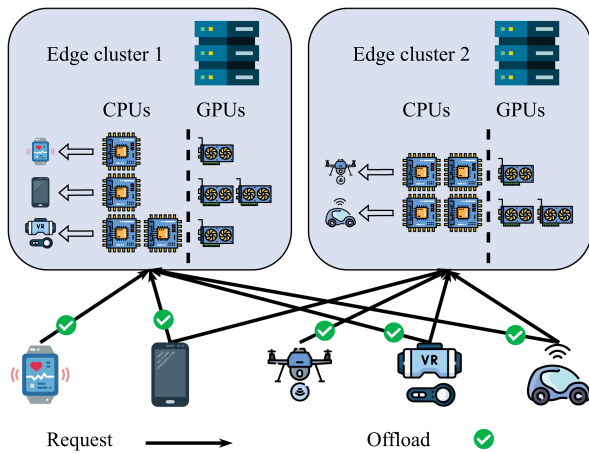 Edge cluster 1
Edge cluster 2
CPUs
GPUs
CPUs
GPUs
VR
VR
Request
Offload